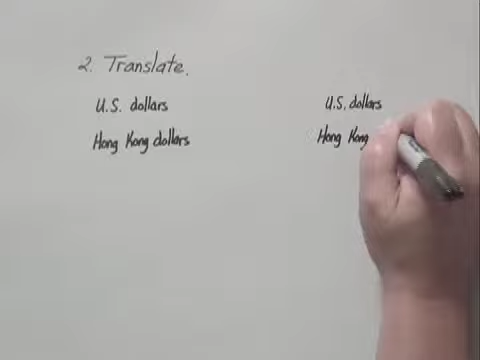 2. Translate.
U.S. dollars
Hong Kong dollars
U.S. dollars
Hong Kong